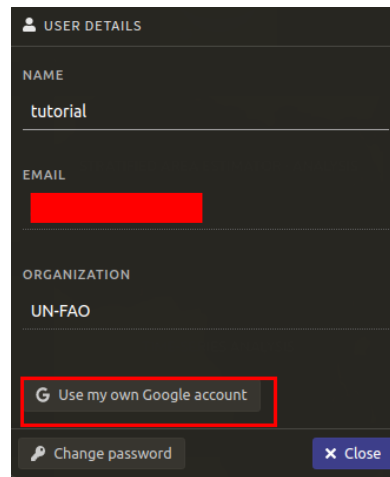 USER DETAILS
NAME
tutorial
EMAIL
ORGANIZATION
UN-FAO
G Use my own Google account
Change password
× Close